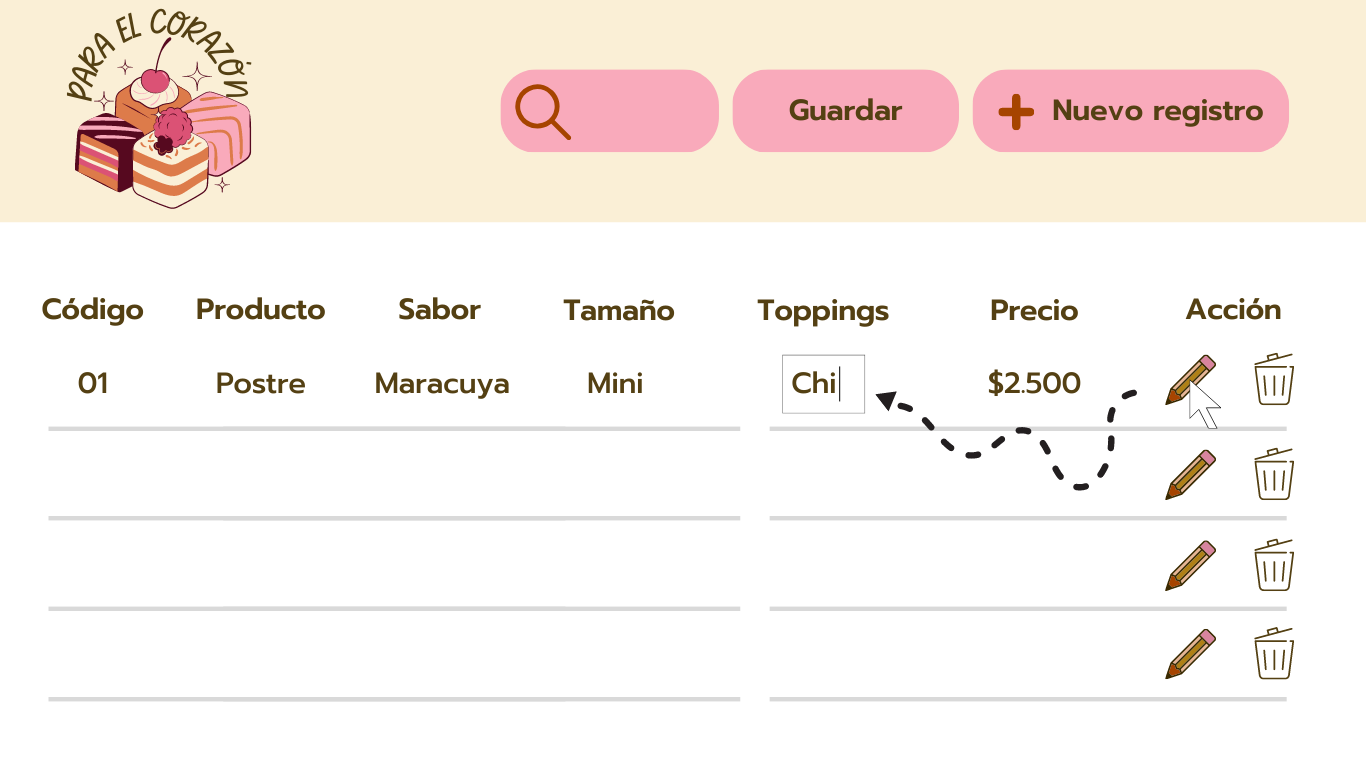 PARA EL CORAZÓN
Guardar
Nuevo registro
Código Producto Sabor Tamaño Toppings Precio Acción
01 Postre Maracuya Mini Chi $2.500